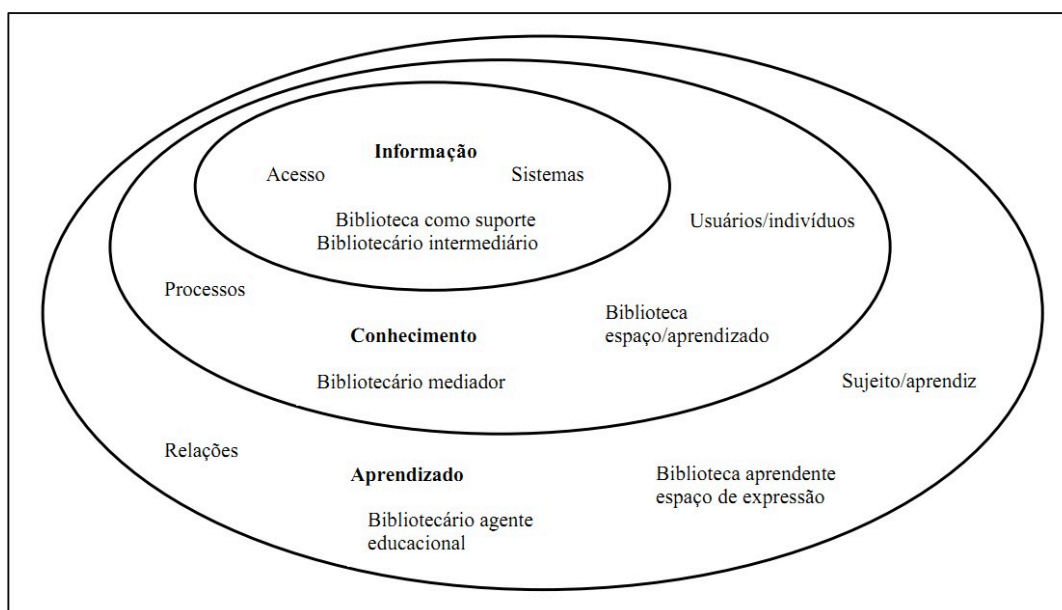 Informação
Acesso
Sistemas
Biblioteca como suporte
Bibliotecário intermediário
Usuários/indivíduos
Processos
Biblioteca
espaço/aprendizado
Conhecimento
Bibliotecário mediador
Sujeito/aprendiz
Relações
Aprendizado
Biblioteca aprendente
espaço de expressão
Bibliotecário agente
educacional